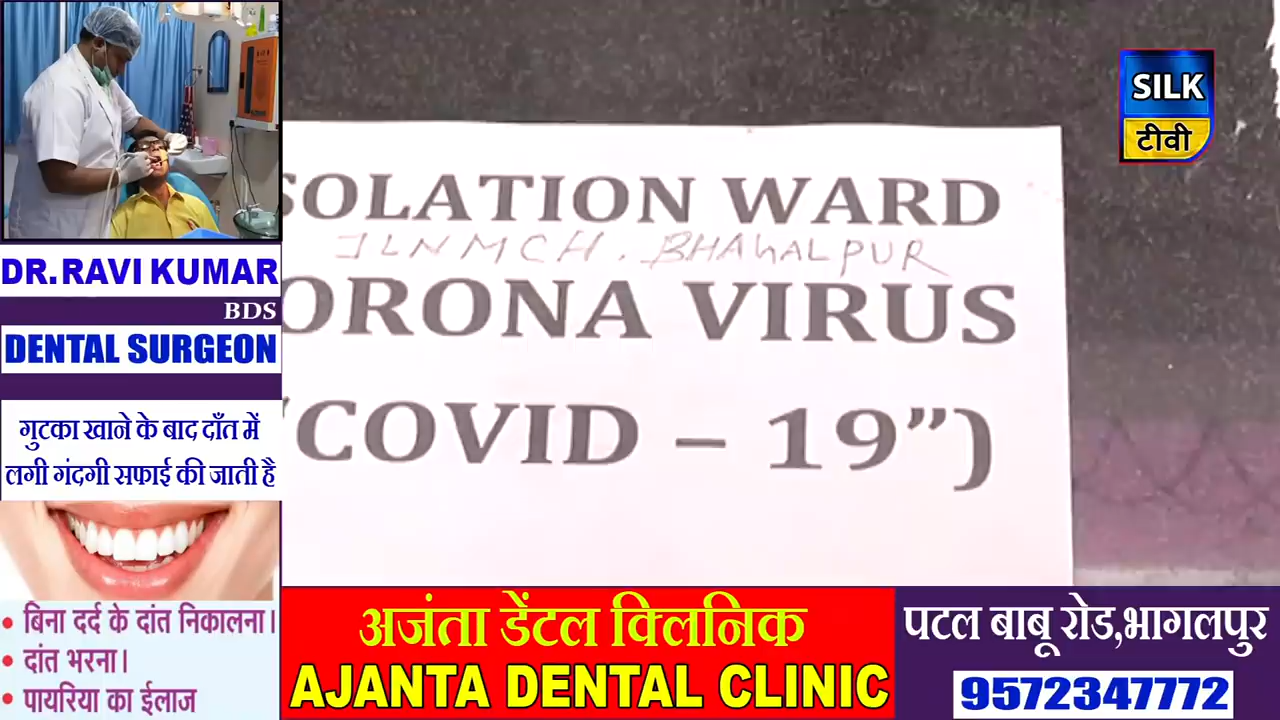 SILK
टीवी
SOLATION WARD
JLNMCH. BHAGALPUR
ORONA VIRUS
“COVID – 19”)
DR. RAVI KUMAR
BDS
DENTAL SURGEON
गुटका खाने के बाद दाँत में
लगी गंदगी सफाई की जाती है
• बिना दर्द के दांत निकालना।
• दांत भरना।
• पायरिया का ईलाज
अजंता डेंटल क्लिनिक
AJANTA DENTAL CLINIC
पटल बाबू रोड,भागलपुर
9572347772